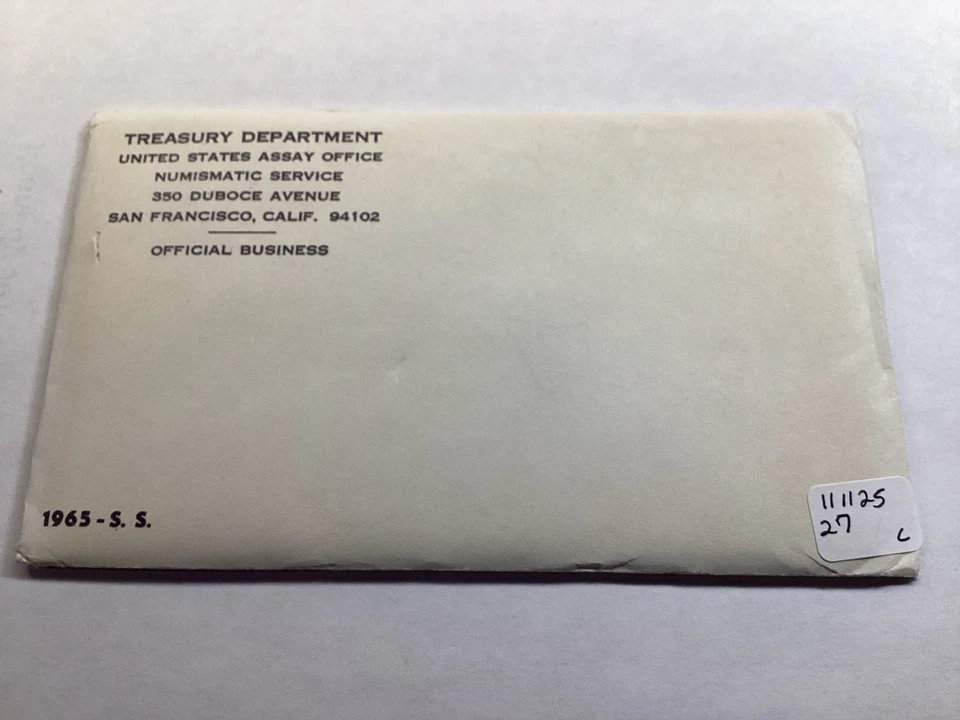 TREASURY DEPARTMENT
UNITED STATES ASSAY OFFICE
NUMISMATIC SERVICE
350 DUBOCE AVENUE
SAN FRANCISCO, CALIF. 94102
OFFICIAL BUSINESS
1965 - S. S.
111125
27 C